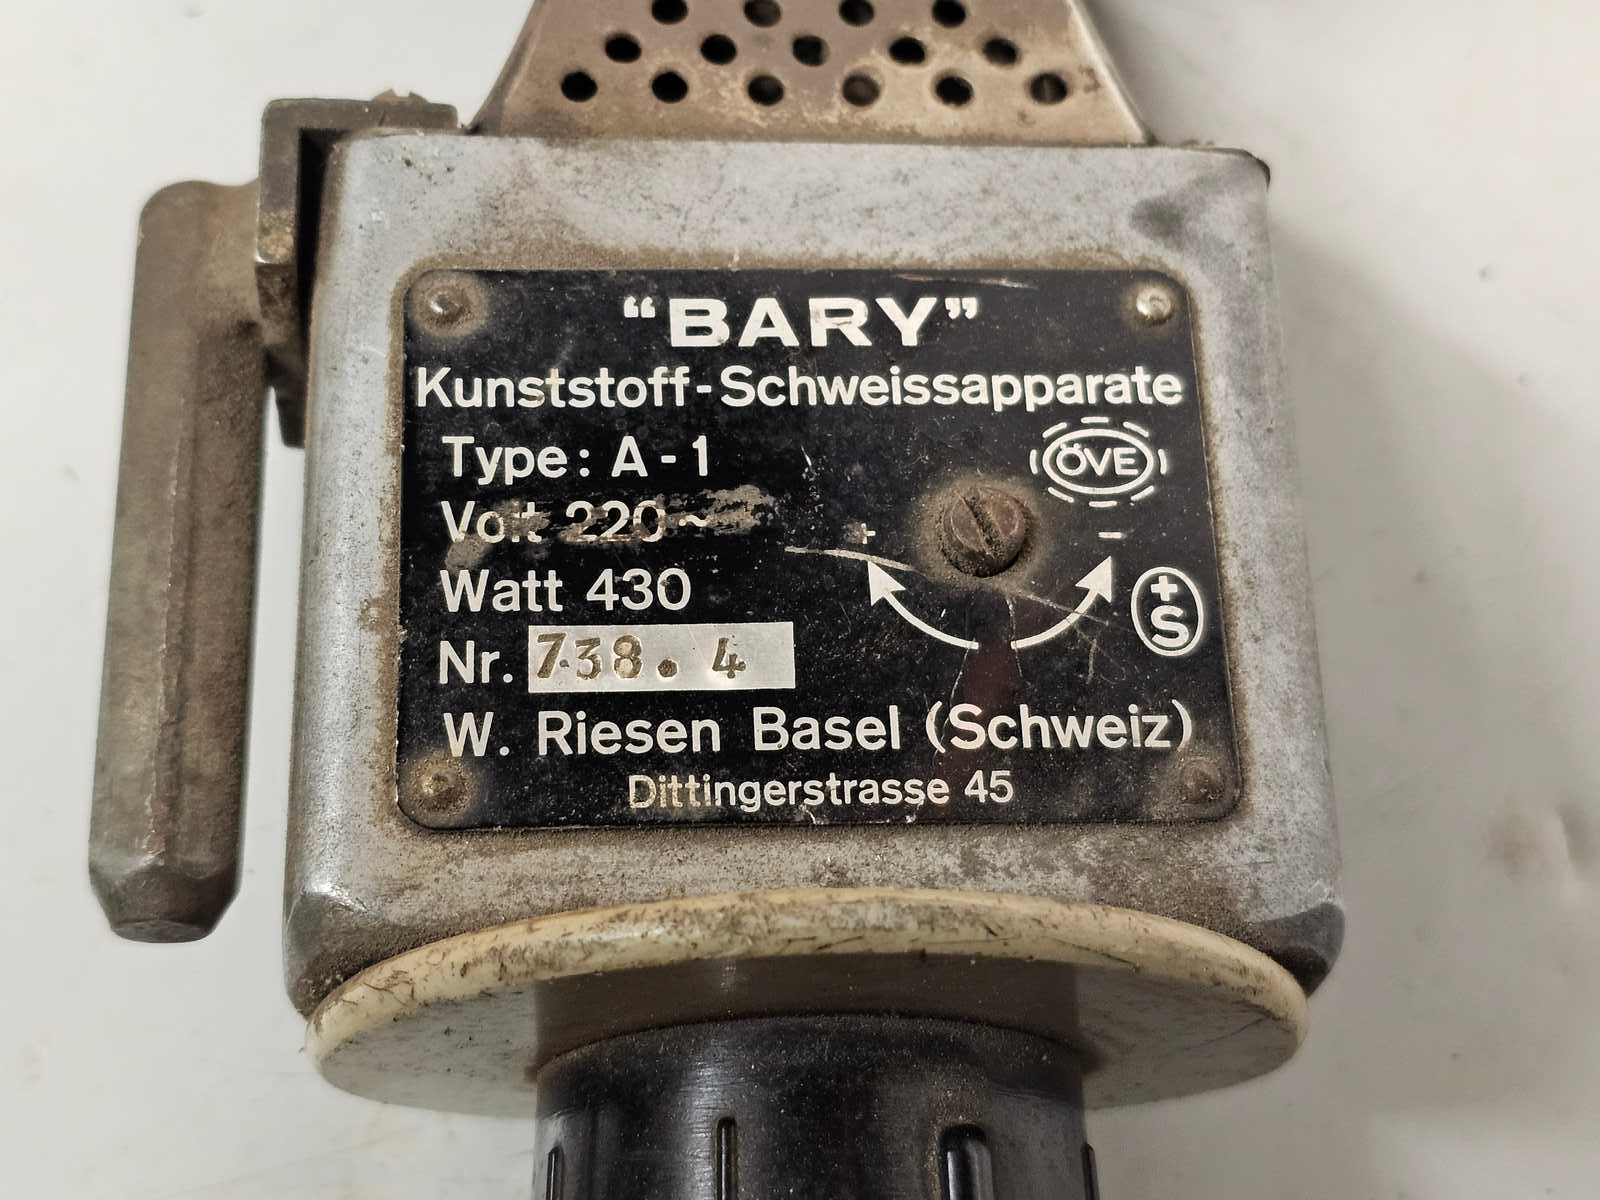 "BARY"
Kunststoff-Schweissapparate
Type: A-1
ÖVE
Volt 220~
+ -
Watt 430
+S
Nr. 738.4
W. Riesen Basel (Schweiz)
Dittingerstrasse 45